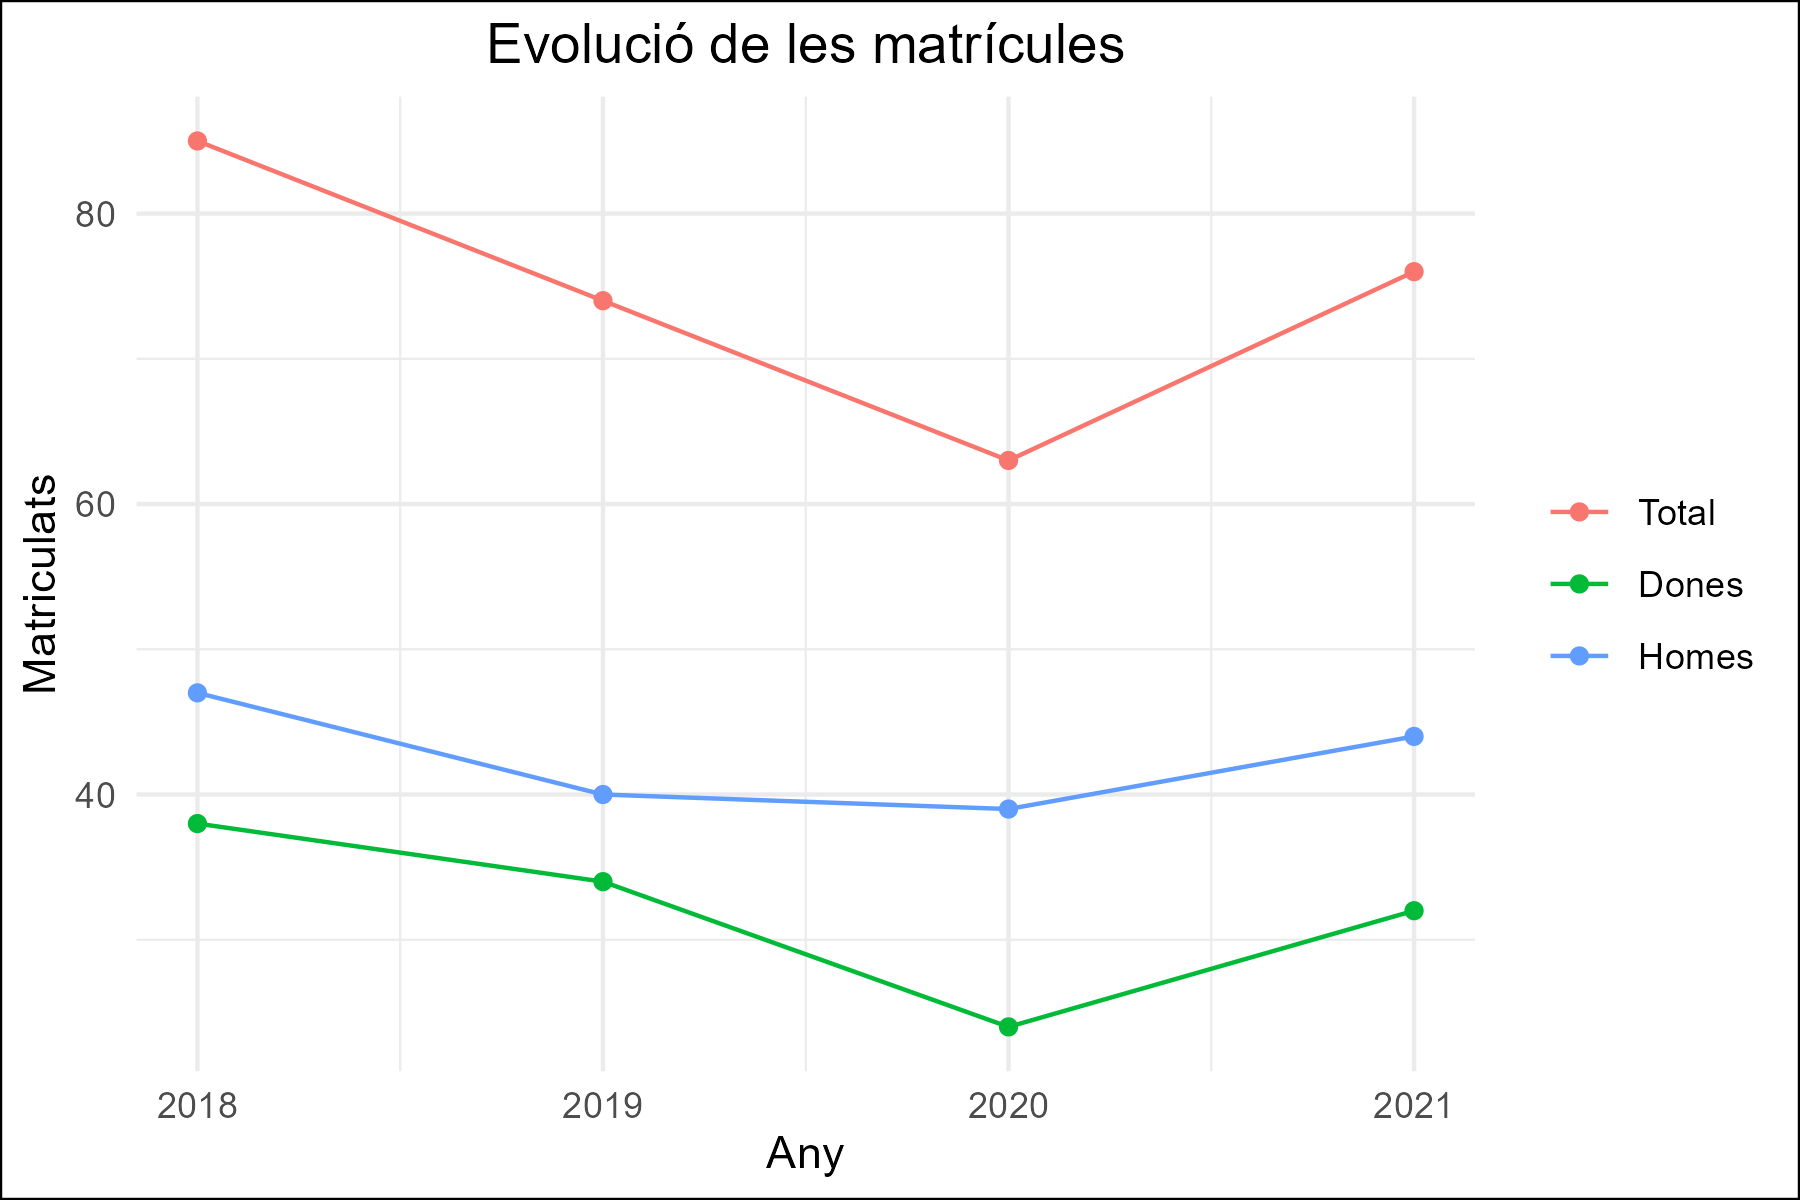 Evolució de les matrícules
Matriculats
80
60
40
2018
2019
2020
2021
Any
Total
Dones
Homes